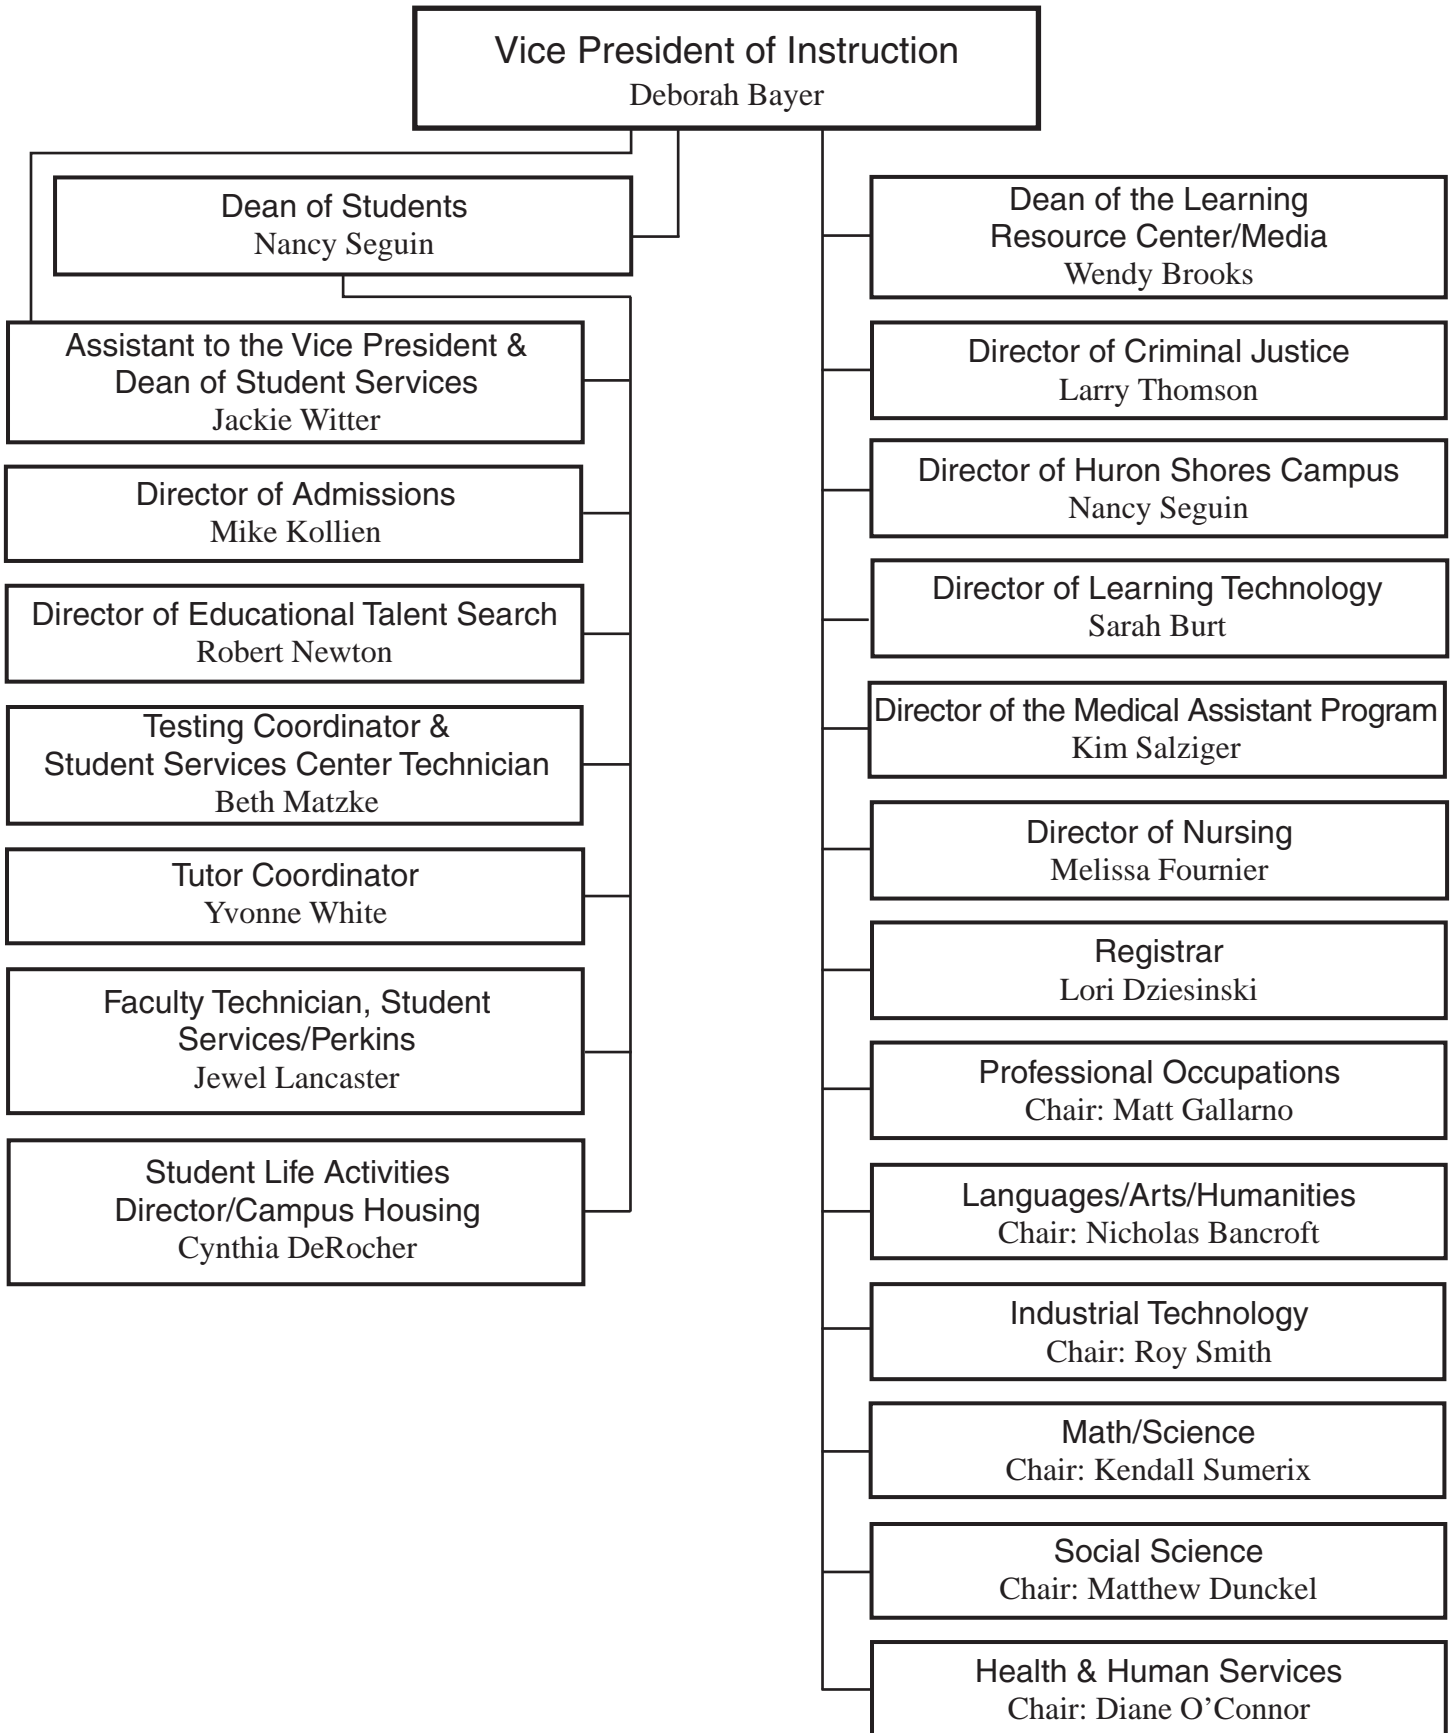 Vice President of Instruction
Deborah Bayer
Dean of Students
Nancy Seguin
Assistant to the Vice President &
Dean of Student Services
Jackie Witter
Director of Admissions
Mike Kollien
Director of Educational Talent Search
Robert Newton
Testing Coordinator &
Student Services Center Technician
Beth Matzke
Tutor Coordinator
Yvonne White
Faculty Technician, Student
Services/Perkins
Jewel Lancaster
Student Life Activities
Director/Campus Housing
Cynthia DeRocher
Dean of the Learning
Resource Center/Media
Wendy Brooks
Director of Criminal Justice
Larry Thomson
Director of Huron Shores Campus
Nancy Seguin
Director of Learning Technology
Sarah Burt
Director of the Medical Assistant Program
Kim Salziger
Director of Nursing
Melissa Fournier
Registrar
Lori Dziesinski
Professional Occupations
Chair: Matt Gallarno
Languages/Arts/Humanities
Chair: Nicholas Bancroft
Industrial Technology
Chair: Roy Smith
Math/Science
Chair: Kendall Sumerix
Social Science
Chair: Matthew Dunckel
Health & Human Services
Chair: Diane O’Connor